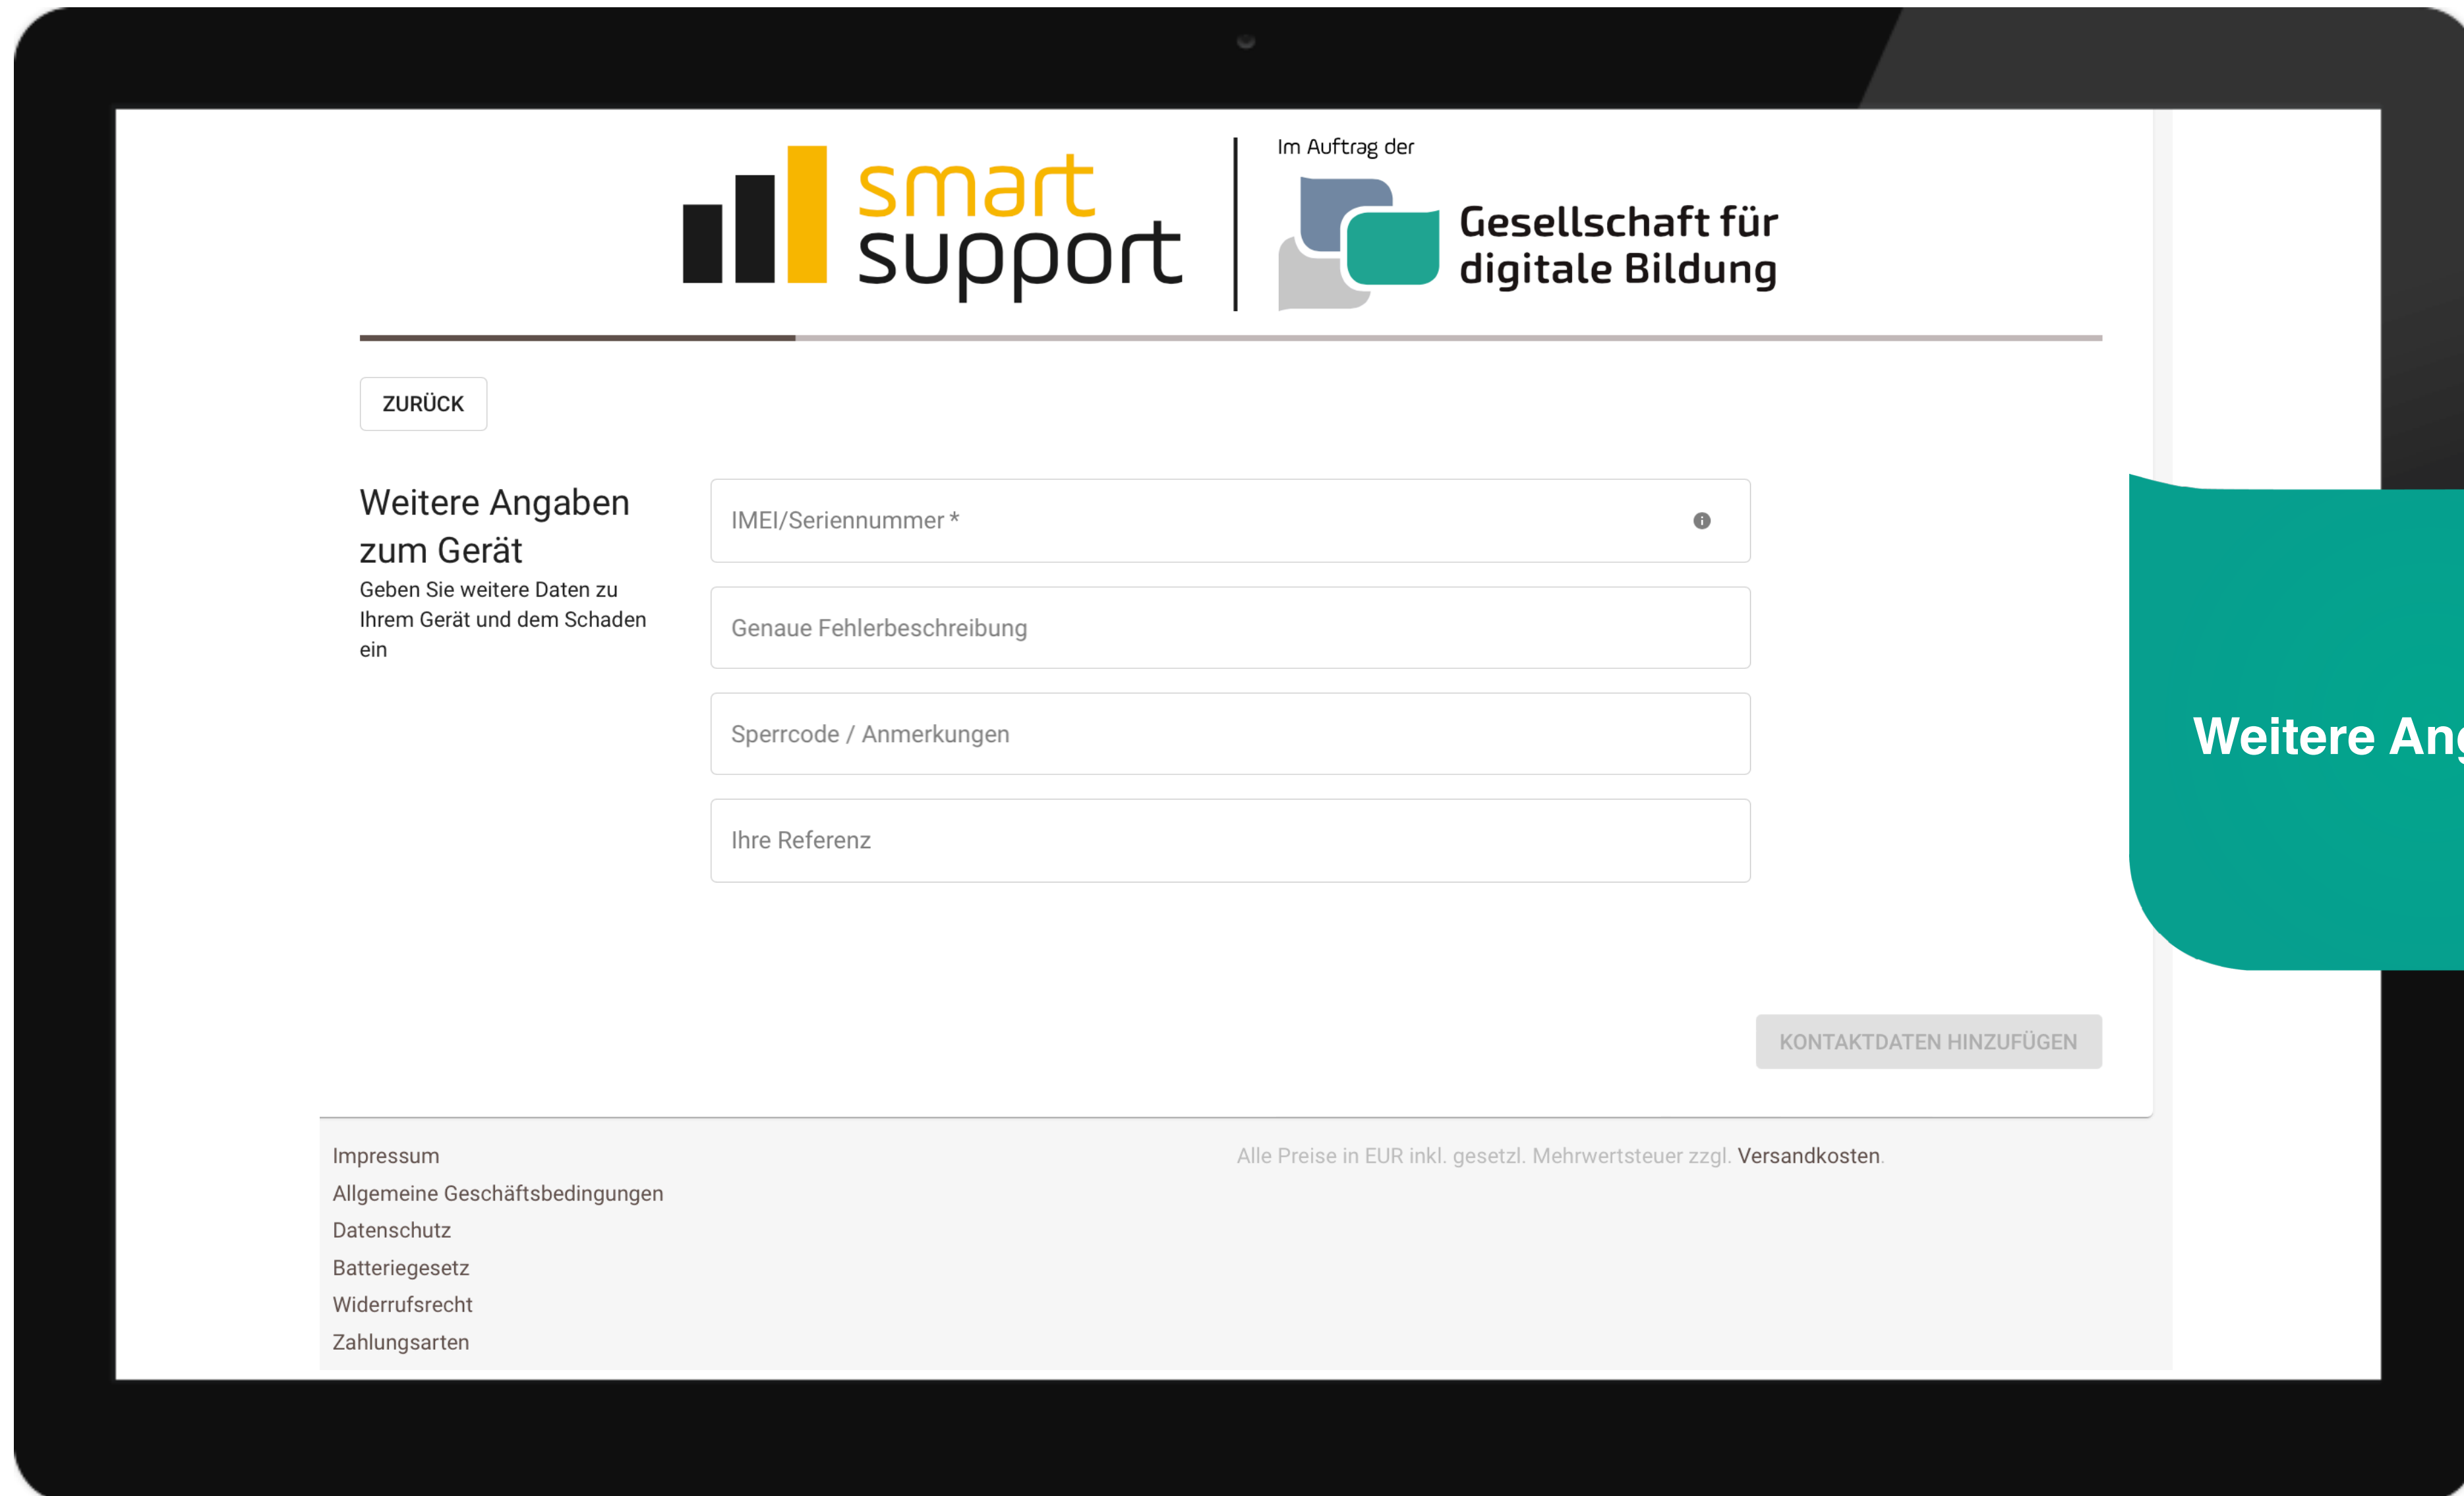 smart
support
Im Auftrag der
Gesellschaft für
digitale Bildung
ZURÜCK
Weitere Angaben
zum Gerät
Geben Sie weitere Daten zu
Ihrem Gerät und dem Schaden
ein
IMEI/Seriennummer *
Genaue Fehlerbeschreibung
Sperrcode / Anmerkungen
Ihre Referenz
Weitere
KONTAKTDATEN HINZUFÜGEN
Impressum
Allgemeine Geschäftsbedingungen
Datenschutz
Batteriegesetz
Widerrufsrecht
Zahlungsarten
Alle Preise in EUR inkl. gesetzl. Mehrwertsteuer zzgl. Versandkosten.